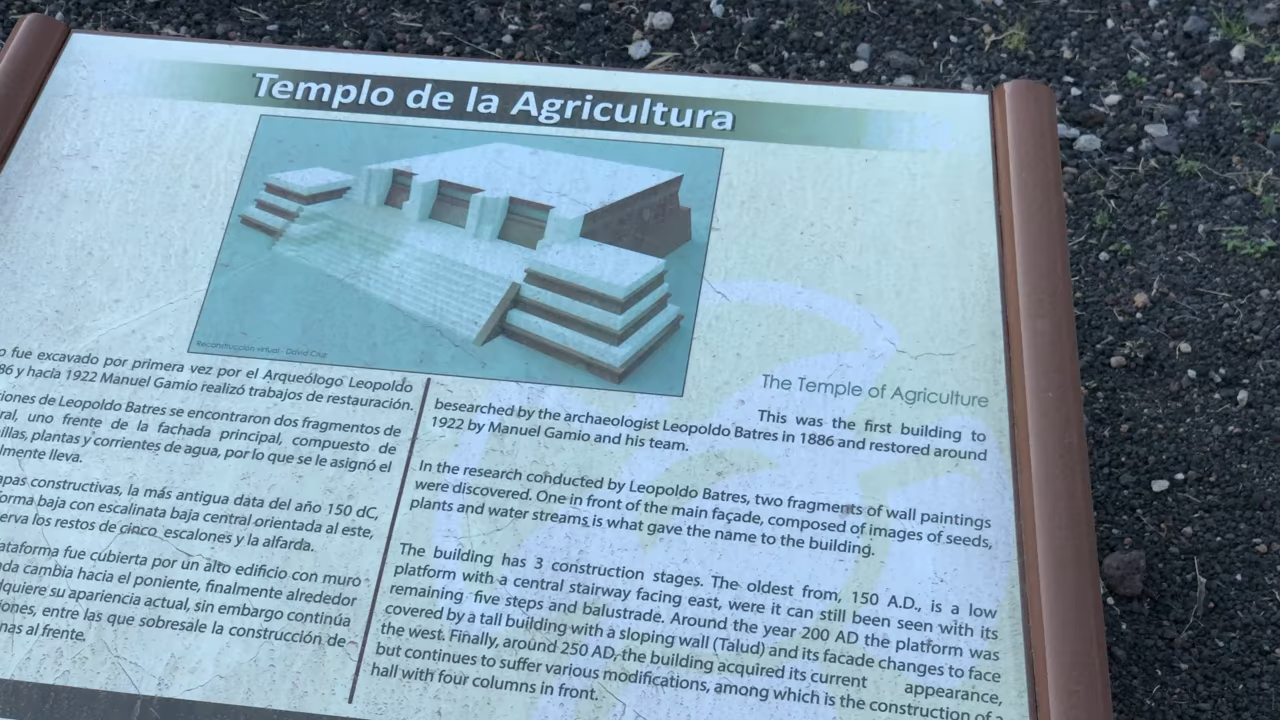 Templo de la Agricultura
Reconstrucción virtual - David Cruz
fue excavado por primera vez por el Arqueólogo Leopoldo
86 y hacia 1922 Manuel Gamio realizó trabajos de restauración.
ciones de Leopoldo Batres se encontraron dos fragmentos de
ral, uno frente de la fachada principal, compuesto de
illas, plantas y corrientes de agua, por lo que se le asignó el
lmente lleva.
apas constructivas, la más antigua data del año 150 dC,
forma baja con escalinata baja central orientada al este,
erva los restos de cinco escalones y la alfarda.
ataforma fue cubierta por un alto edificio con muro
da cambia hacia el poniente, finalmente alrededor
quiere su apariencia actual, sin embargo continúa
iones, entre las que sobresale la construcción de
nas al frente.
The Temple of Agriculture
This was the first building to
besearched by the archaeologist Leopoldo Batres in 1886 and restored around
1922 by Manuel Gamio and his team.
In the research conducted by Leopoldo Batres, two fragments of wall paintings
were discovered. One in front of the main façade, composed of images of seeds,
plants and water streams is what gave the name to the building.
The building has 3 construction stages. The oldest from, 150 A.D., is a low
platform with a central stairway facing east, were it can still been seen with its
remaining five steps and balustrade. Around the year 200 AD the platform was
covered by a tall building with a sloping wall (Talud) and its facade changes to face
the west. Finally, around 250 AD, the building acquired its current appearance,
but continues to suffer various modifications, among which is the construction of a
hall with four columns in front.